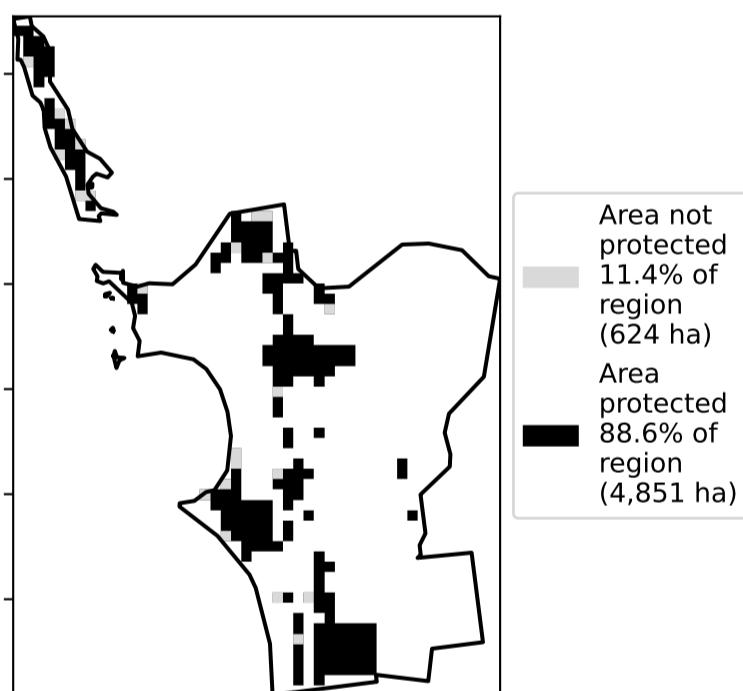 Area not
protected
11.4% of
region
(624 ha)
Area
protected
88.6% of
region
(4,851 ha)